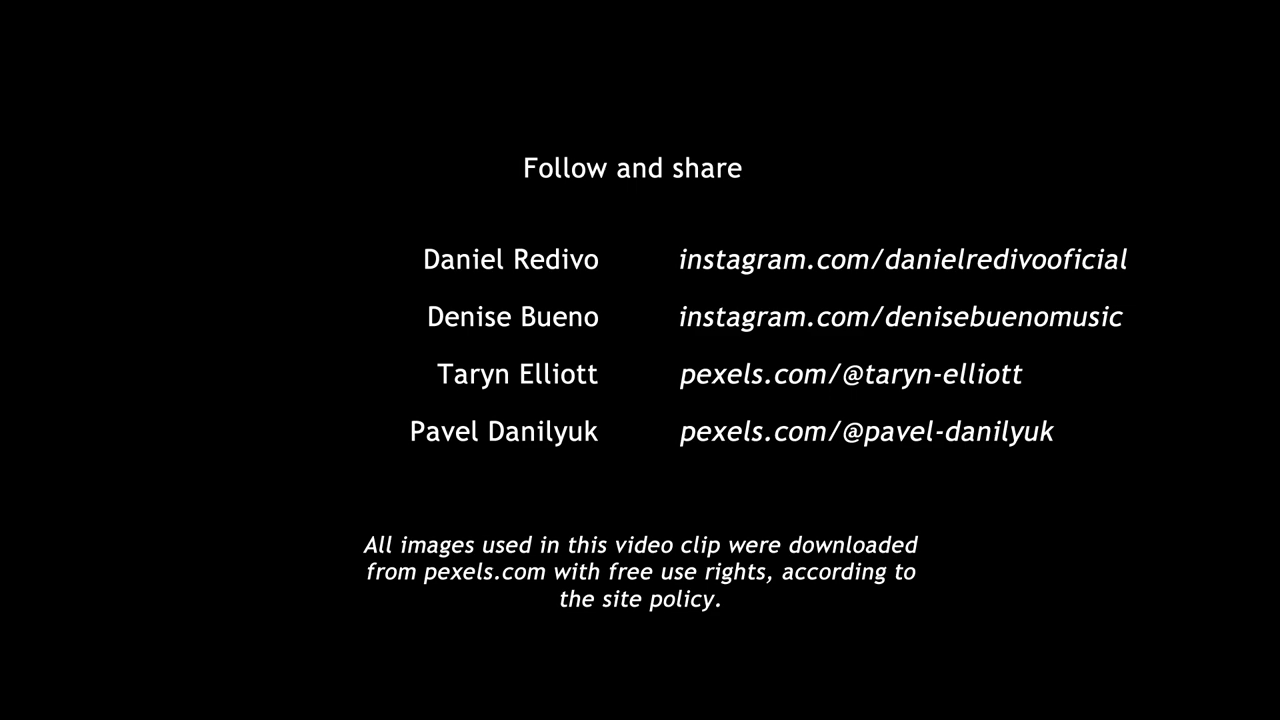 Follow and share
Daniel Redivo instagram.com/danielredivooficial
Denise Bueno instagram.com/denisebuenomusic
Taryn Elliott pexels.com/@taryn-elliott
Pavel Danilyuk pexels.com/@pavel-danilyuk
All images used in this video clip were downloaded
from pexels.com with free use rights, according to
the site policy.